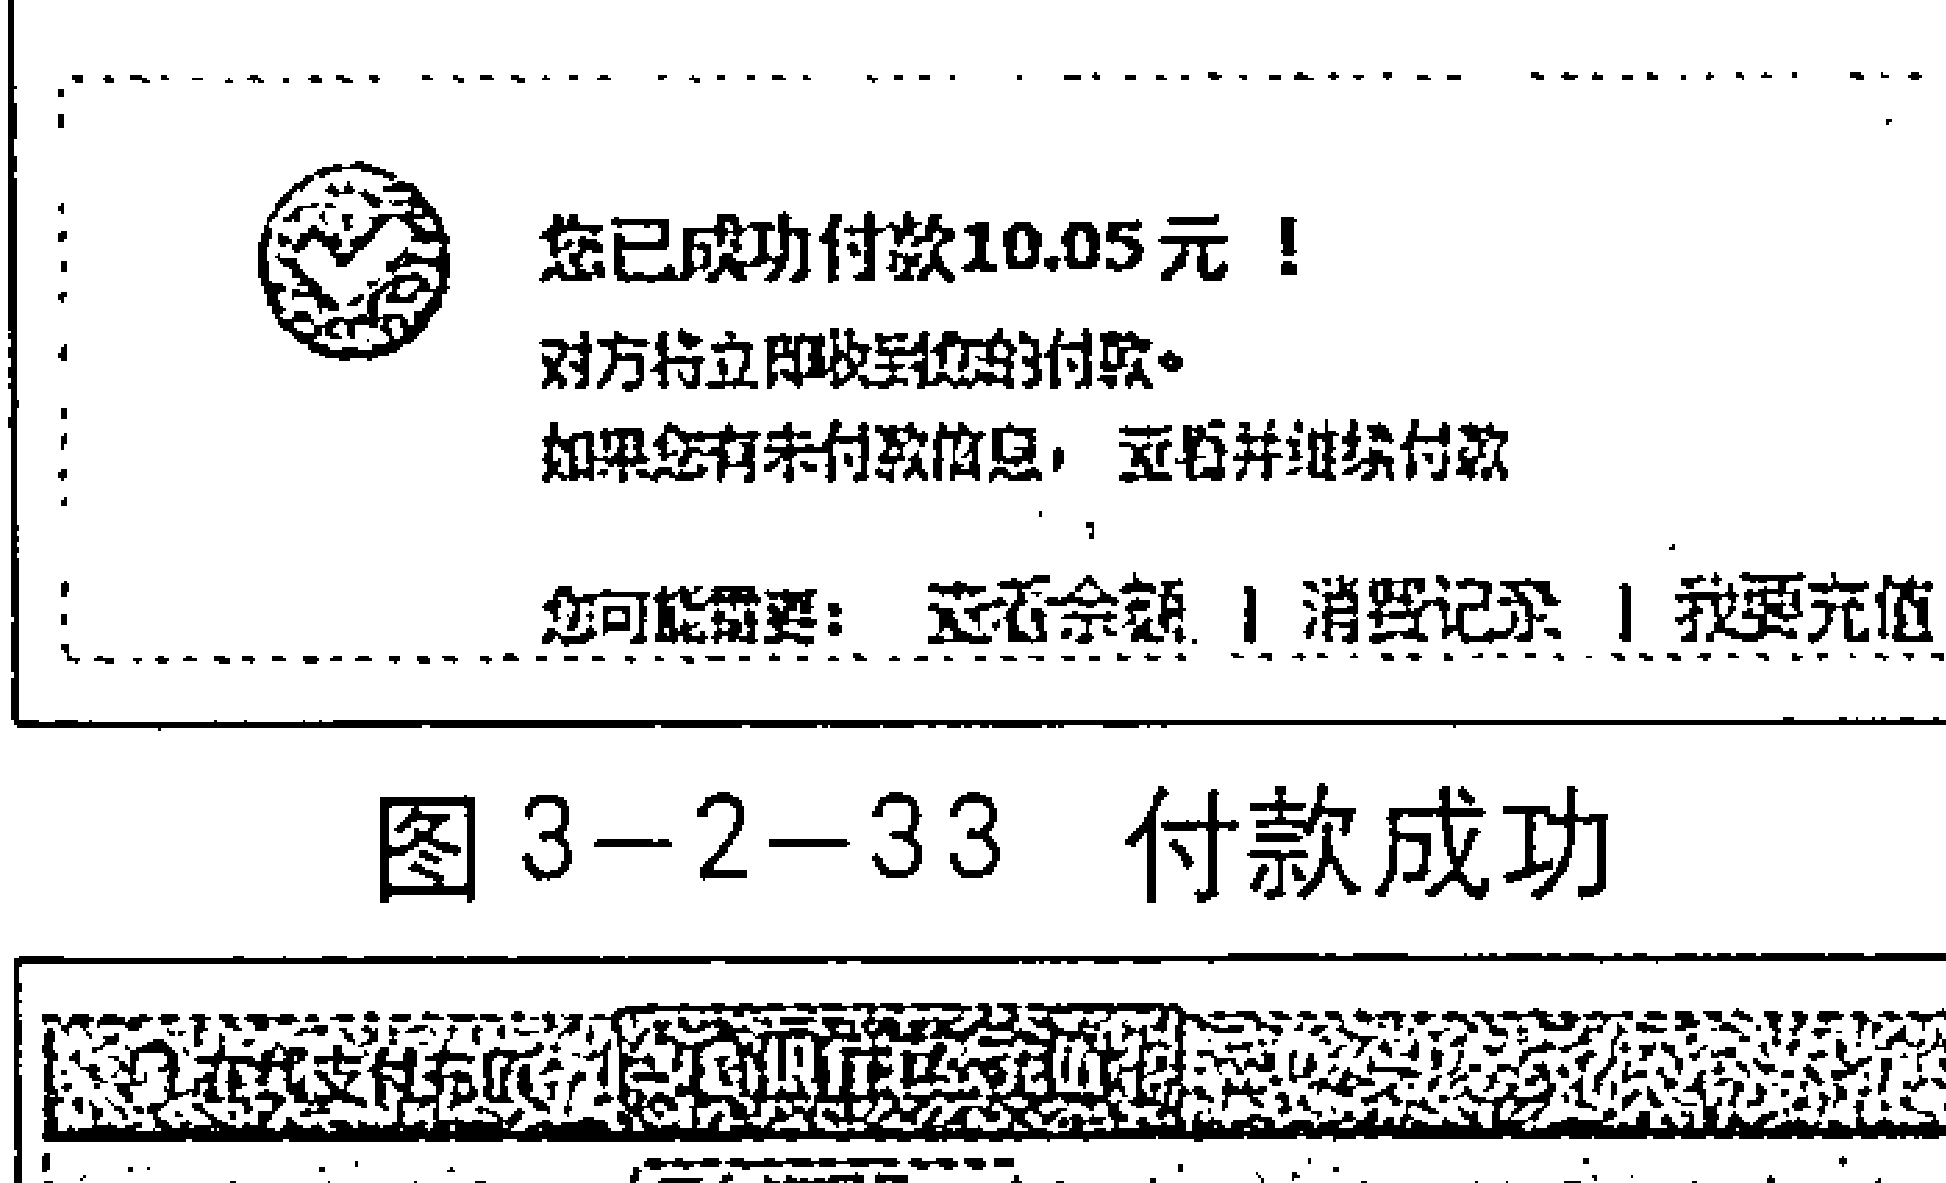 您已成功付款10.05元！
对方将立即收到您的付款。
如果您有未付款信息，查看并继续付款
您可能需要： 查看余额 | 消费记录 | 我要充值
图3-2-33 付款成功